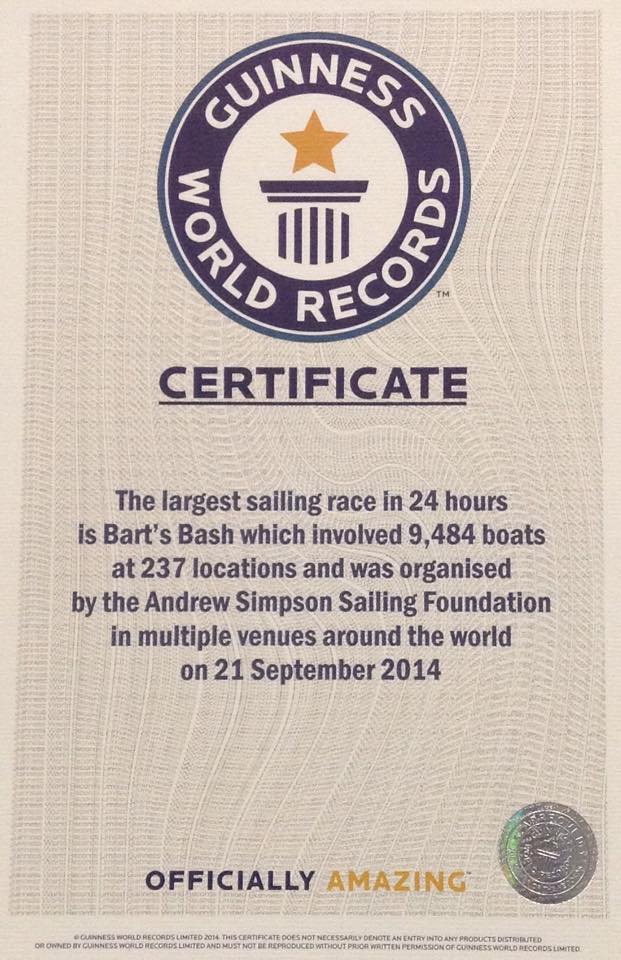 GUINNESS
WORLD RECORDS
TM
CERTIFICATE
The largest sailing race in 24 hours
is Bart's Bash which involved 9,484 boats
at 237 locations and was organised
by the Andrew Simpson Sailing Foundation
in multiple venues around the world
on 21 September 2014
OFFICIALLY AMAZING
© GUINNESS WORLD RECORDS LIMITED 2014. THIS CERTIFICATE DOES NOT NECESSARILY DENOTE AN ENTRY INTO ANY PRODUCTS DISTRIBUTED
OR OWNED BY GUINNESS WORLD RECORDS LIMITED AND MUST NOT BE REPRODUCED WITHOUT PRIOR WRITTEN PERMISSION OF GUINNESS WORLD RECORDS LIMITED.